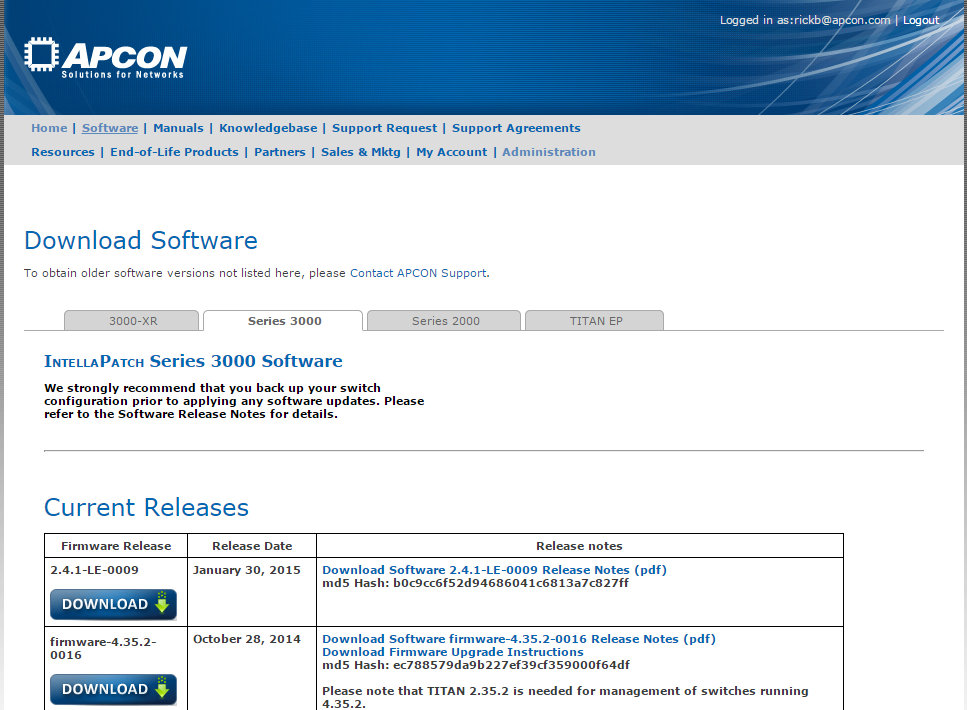 Logged in as:rickb@apcon.com | Logout
APCON
Solutions for Networks
Home | Software | Manuals | Knowledgebase | Support Request | Support Agreements
Resources | End-of-Life Products | Partners | Sales & Mktg | My Account | Administration
Download Software
To obtain older software versions not listed here, please Contact APCON Support.
3000-XR Series 3000 Series 2000 TITAN EP
INTELLAPATCH Series 3000 Software
We strongly recommend that you back up your switch
configuration prior to applying any software updates. Please
refer to the Software Release Notes for details.
Current Releases
Firmware Release Release Date Release notes
2.4.1-LE-0009 January 30, 2015 Download Software 2.4.1-LE-0009 Release Notes (pdf)
md5 Hash: b0c9cc6f52d94686041c6813a7c827ff
DOWNLOAD
firmware-4.35.2-
0016
October 28, 2014 Download Software firmware-4.35.2-0016 Release Notes (pdf)
Download Firmware Upgrade Instructions
md5 Hash: ec788579da9b227ef39cf359000f64df
DOWNLOAD
Please note that TITAN 2.35.2 is needed for management of switches running
4.35.2.